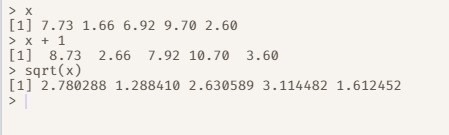 > x
[1] 7.73 1.66 6.92 9.70 2.60
> x + 1
[1]  8.73  2.66  7.92 10.70  3.60
> sqrt(x)
[1] 2.780288 1.288410 2.630589 3.114482 1.612452
>